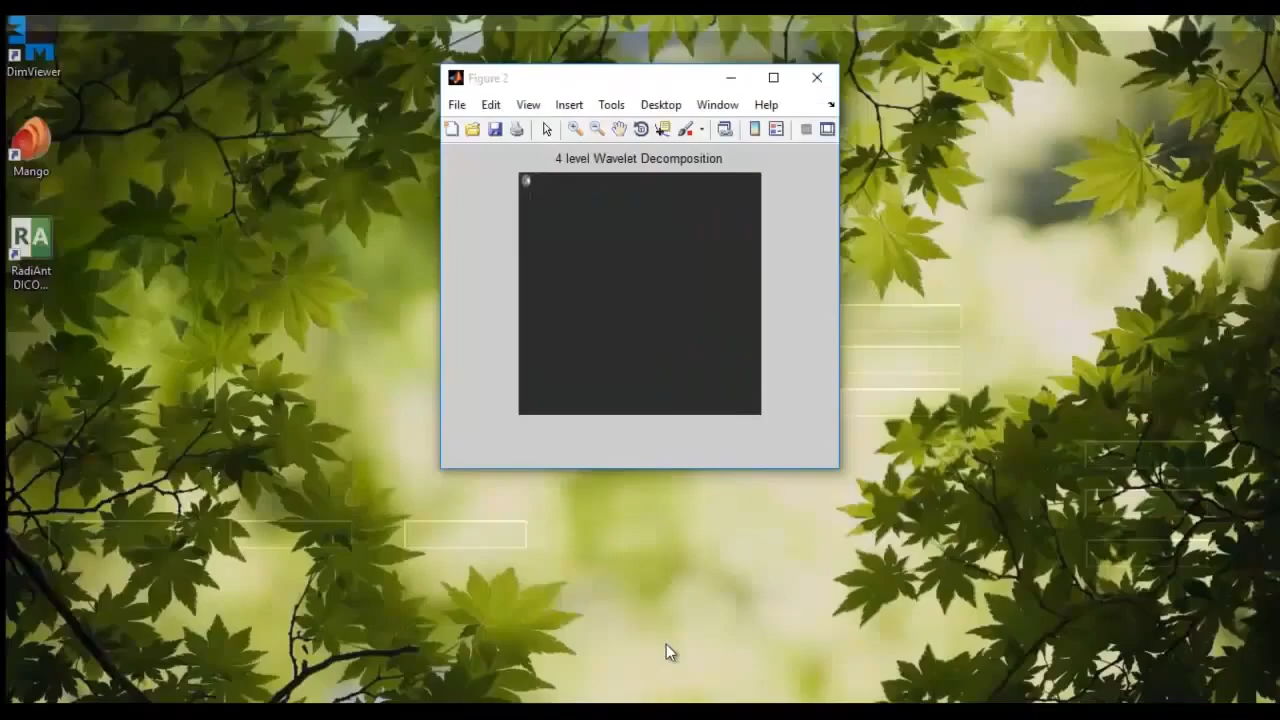 DimViewer
Mango
RA
RadiAnt
DICO...
Figure 2
File Edit View Insert Tools Desktop Window Help
4 level Wavelet Decomposition